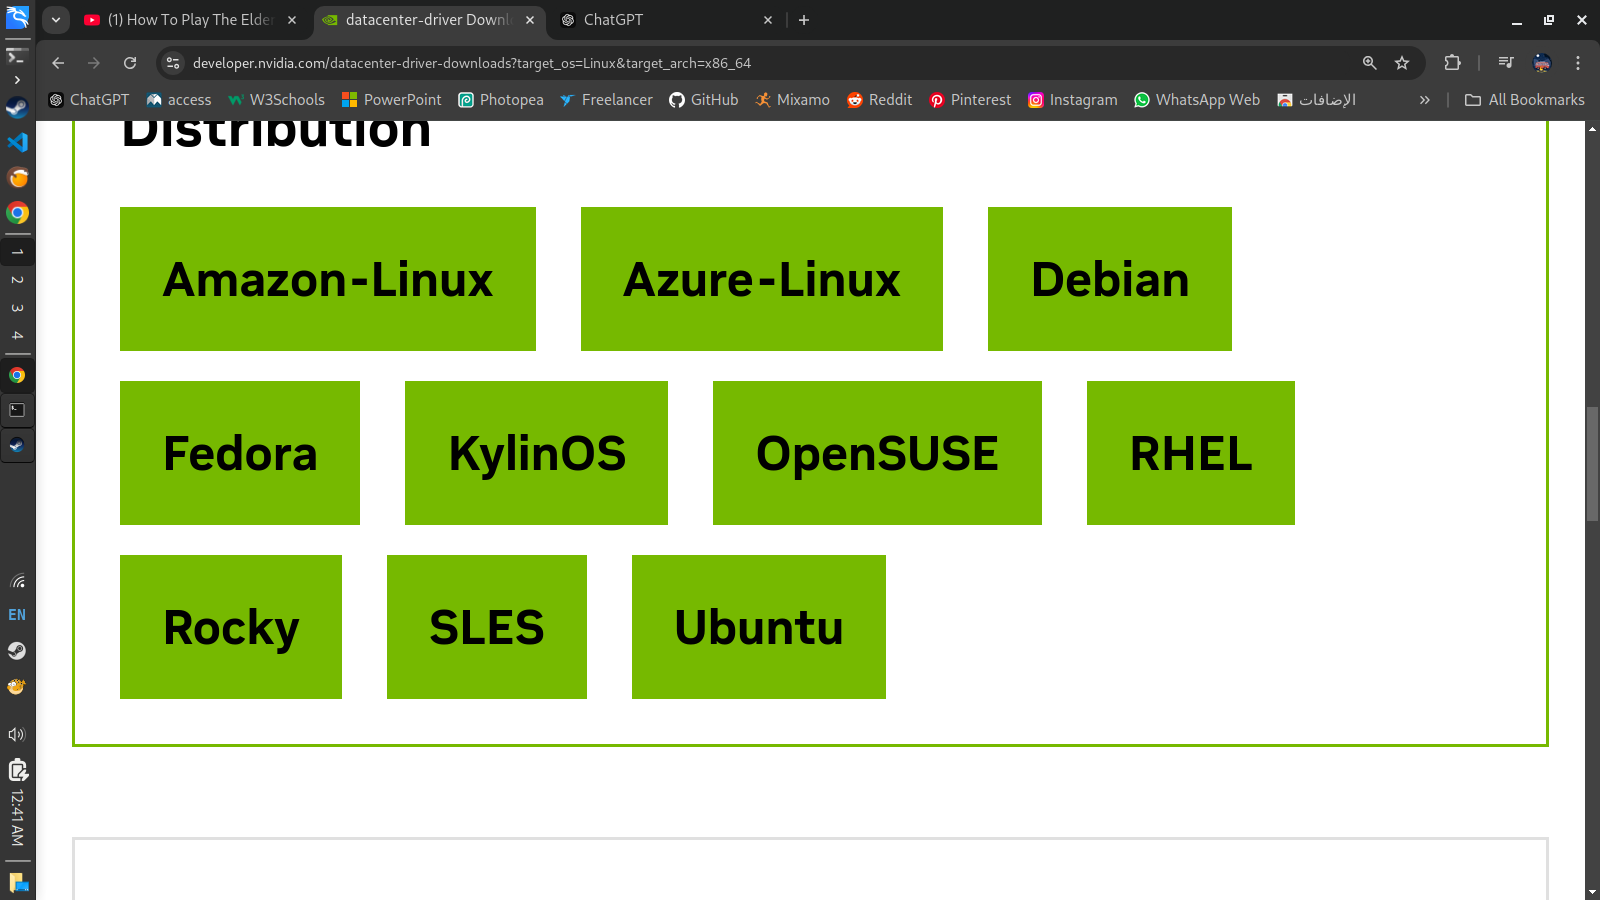 (1) How To Play The Elder
datacenter-driver Downl
ChatGPT
developer.nvidia.com/datacenter-driver-downloads?target_os=Linux&target_arch=x86_64
ChatGPT
access
W3Schools
PowerPoint
Photopea
Freelancer
GitHub
Mixamo
Reddit
Pinterest
Instagram
WhatsApp Web
الإضافات
»
All Bookmarks
Distribution
Amazon-Linux
Azure-Linux
Debian
Fedora
KylinOS
OpenSUSE
RHEL
Rocky
SLES
Ubuntu
1
2
3
4
EN
12:41 AM